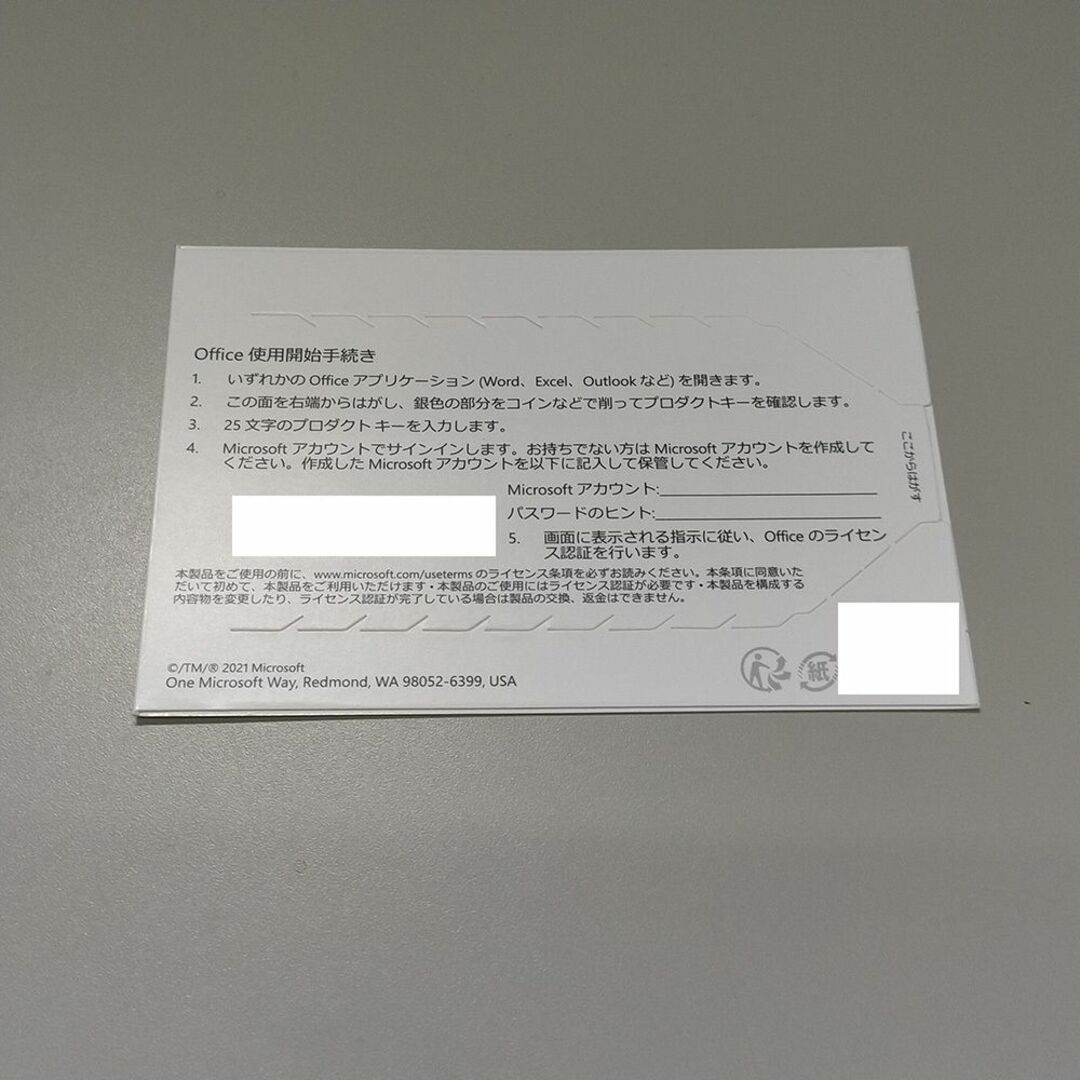 Office 使用開始手続き
1. いずれかの Office アプリケーション (Word、Excel、Outlook など) を開きます。
2. この面を右端からはがし、銀色の部分をコインなどで削ってプロダクトキーを確認します。
3. 25 文字のプロダクト キーを入力します。
4. Microsoft アカウントでサインインします。お持ちでない方は Microsoft アカウントを作成して
ください。作成した Microsoft アカウントを以下に記入して保管してください。
ここからはがす
Microsoft アカウント:
パスワードのヒント:
5. 画面に表示される指示に従い、Office のライセン
ス認証を行います。
本製品をご使用の前に、www.microsoft.com/useterms のライセンス条項を必ずお読みください。本条項に同意いた
だいて初めて、本製品をご利用いただけます・本製品のご使用にはライセンス認証が必要です・本製品を構成する
内容物を変更したり、ライセンス認証が完了している場合は製品の交換、返金はできません。
©/TM/® 2021 Microsoft
One Microsoft Way, Redmond, WA 98052-6399, USA
紙